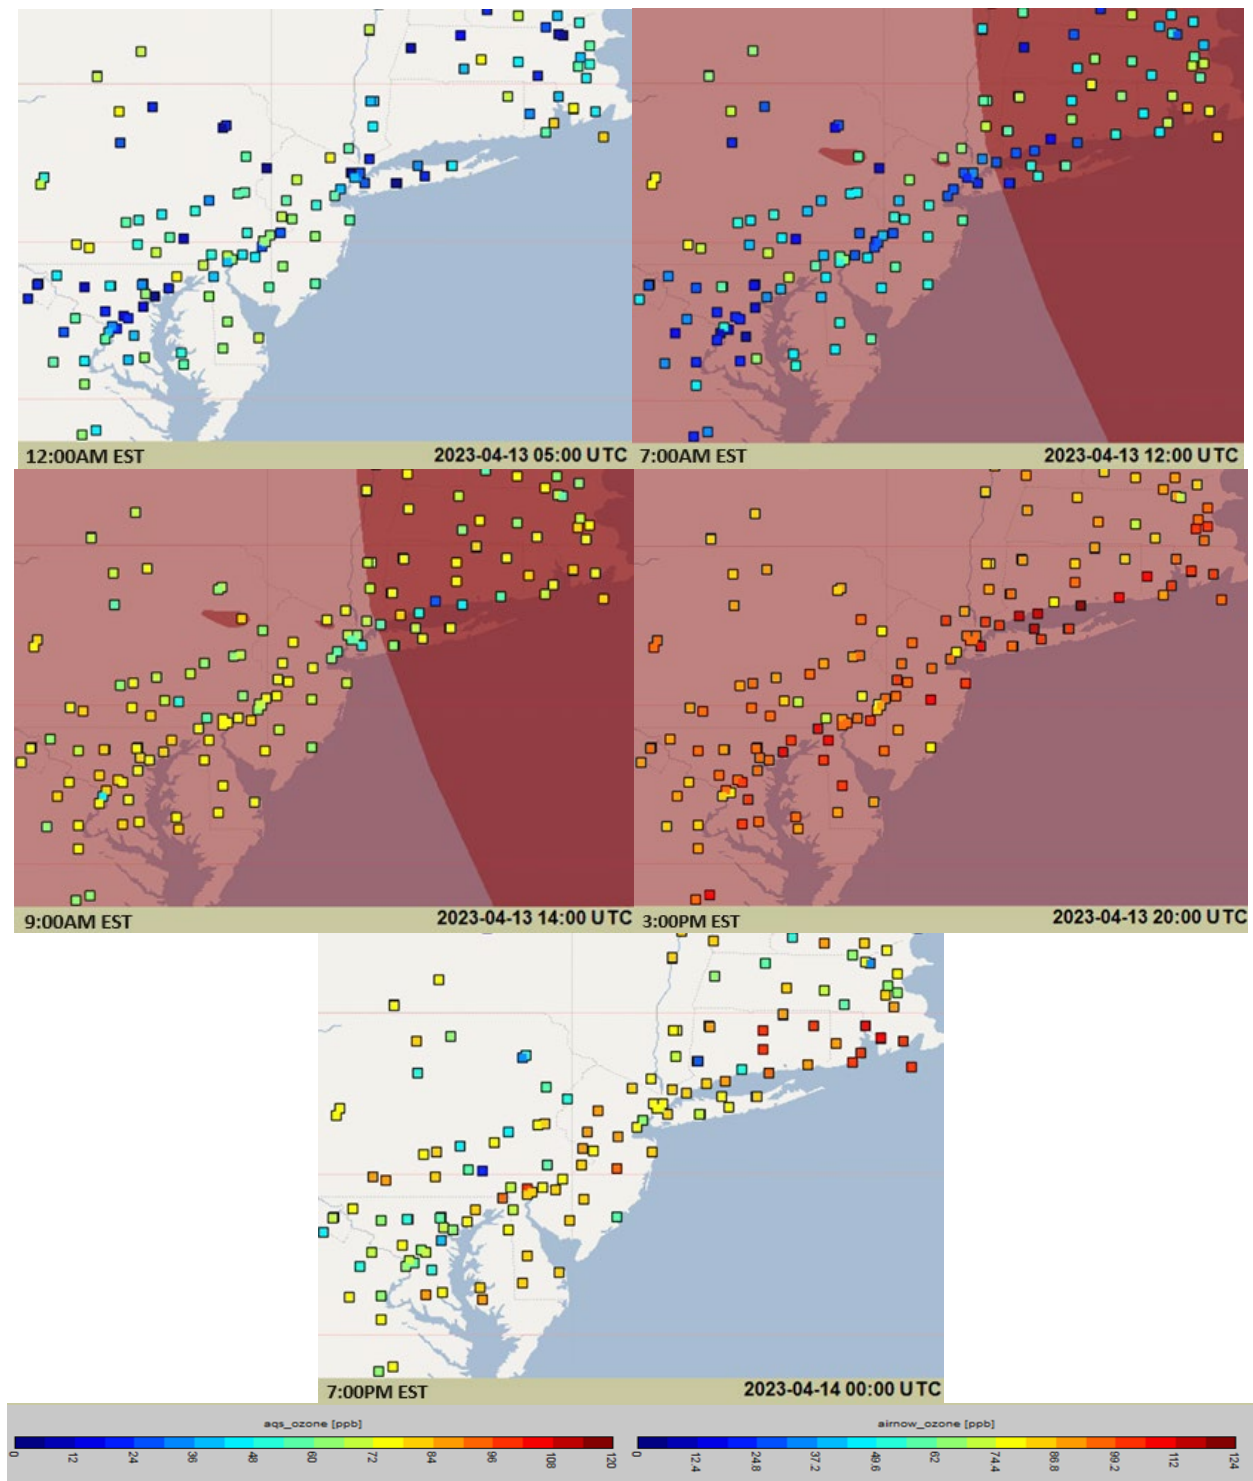 12:00AM EST 2023-04-13 05:00 UTC
7:00AM EST 2023-04-13 12:00 UTC
9:00AM EST 2023-04-13 14:00 UTC
3:00PM EST 2023-04-13 20:00 UTC
7:00PM EST 2023-04-14 00:00 UTC
aqs_ozone [ppb]
0 12 24 36 48 60 72 84 96 108 120
airnow_ozone [ppb]
0 12.4 24.8 37.2 49.6 62 74.4 86.8 99.2 112 124